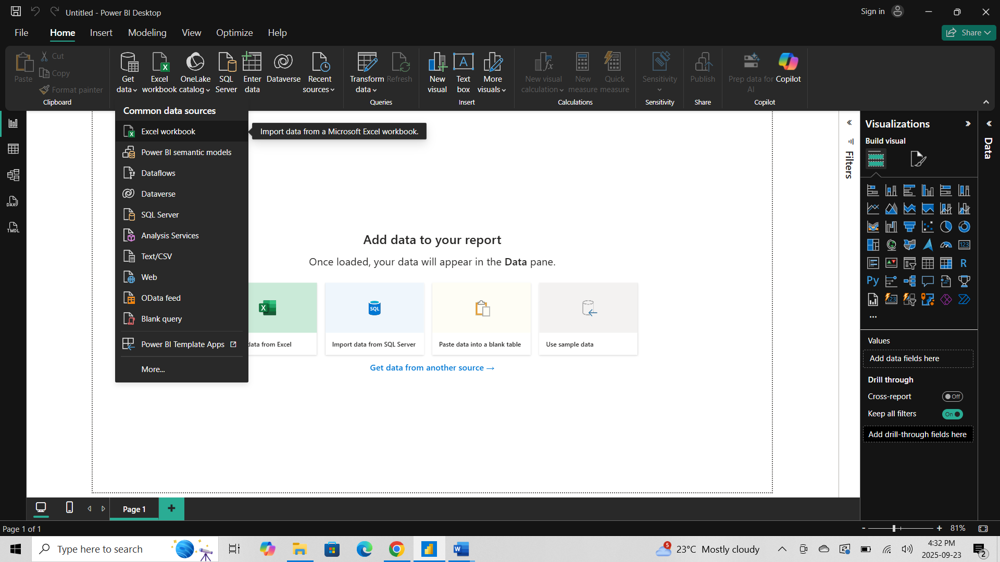 Untitled - Power BI Desktop
Sign in
File
Home
Insert
Modeling
View
Optimize
Help
Share
Paste
Cut
Copy
Format painter
Clipboard
Get data
Excel workbook
OneLake catalog
SQL Server
Enter data
Dataverse
Recent sources
Transform data
Refresh
Queries
New visual
Text box
More visuals
Insert
New visual calculation
New measure
Quick measure
Calculations
Sensitivity
Sensitivity
Publish
Share
Prep data for AI
Copilot
Copilot
Common data sources
Excel workbook
Import data from a Microsoft Excel workbook.
Power BI semantic models
Dataflows
Dataverse
SQL Server
Analysis Services
Text/CSV
Web
OData feed
Blank query
Power BI Template Apps
More...
DAX
TMDL
Add data to your report
Once loaded, your data will appear in the Data pane.
SQL
data from Excel
Import data from SQL Server
Paste data into a blank table
Use sample data
Get data from another source →
Filters
Visualizations
Build visual
123
R
Py
123
...
Values
Add data fields here
Drill through
Cross-report
Off
Keep all filters
On
Add drill-through fields here
Data
Page 1
+
Page 1 of 1
- + 81%
Type here to search
5
23°C Mostly cloudy
4:32 PM
2025-09-23
2